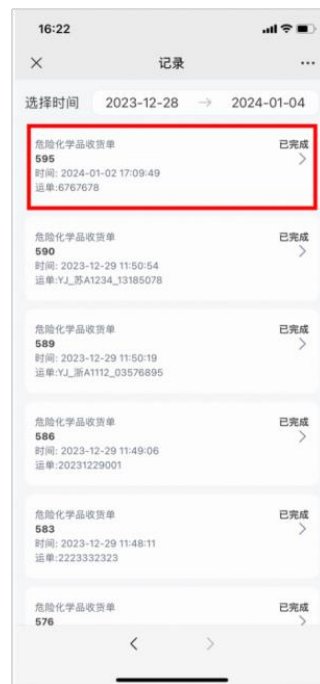 16:22
记录
选择时间 2023-12-28 → 2024-01-04
危险化学品收货单 已完成
595
时间: 2024-01-02 17:09:49
运单:6767678
危险化学品收货单 已完成
590
时间: 2023-12-29 11:50:54
运单:YJ_苏A1234_13185078
危险化学品收货单 已完成
589
时间: 2023-12-29 11:50:19
运单:YJ_浙A1112_03576895
危险化学品收货单 已完成
586
时间: 2023-12-29 11:49:06
运单:20231229001
危险化学品收货单 已完成
583
时间: 2023-12-29 11:48:11
运单:2223332323
危险化学品收货单 已完成
576